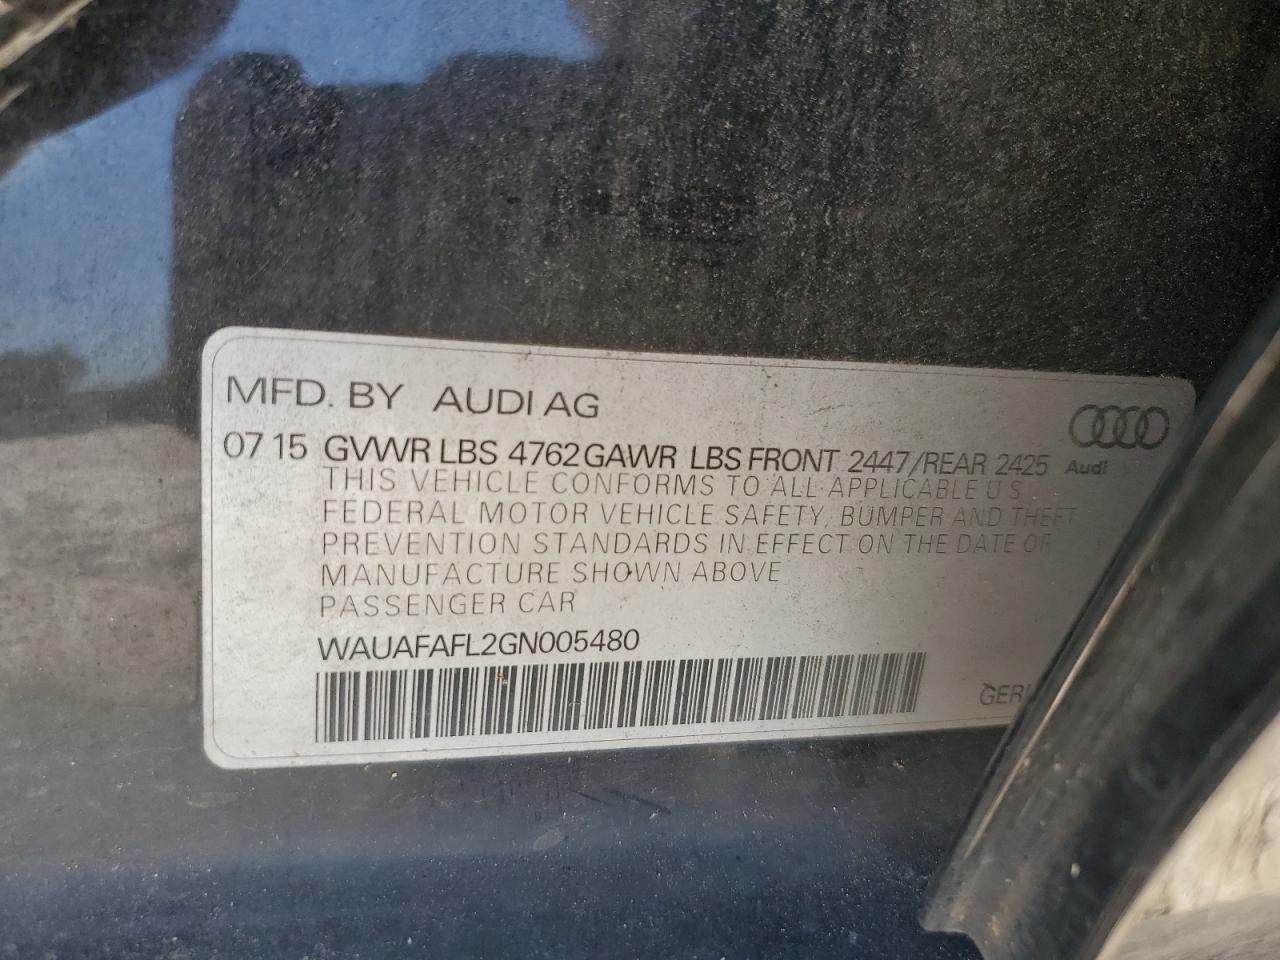 MFD. BY AUDI AG
07 15 GVWR LBS 4762 GAWR LBS FRONT 2447/REAR 2425
Audi
THIS VEHICLE CONFORMS TO ALL APPLICABLE U S
FEDERAL MOTOR VEHICLE SAFETY, BUMPER AND THEFT
PREVENTION STANDARDS IN EFFECT ON THE DATE OF
MANUFACTURE SHOWN ABOVE
PASSENGER CAR
WAUAFAFL2GN005480